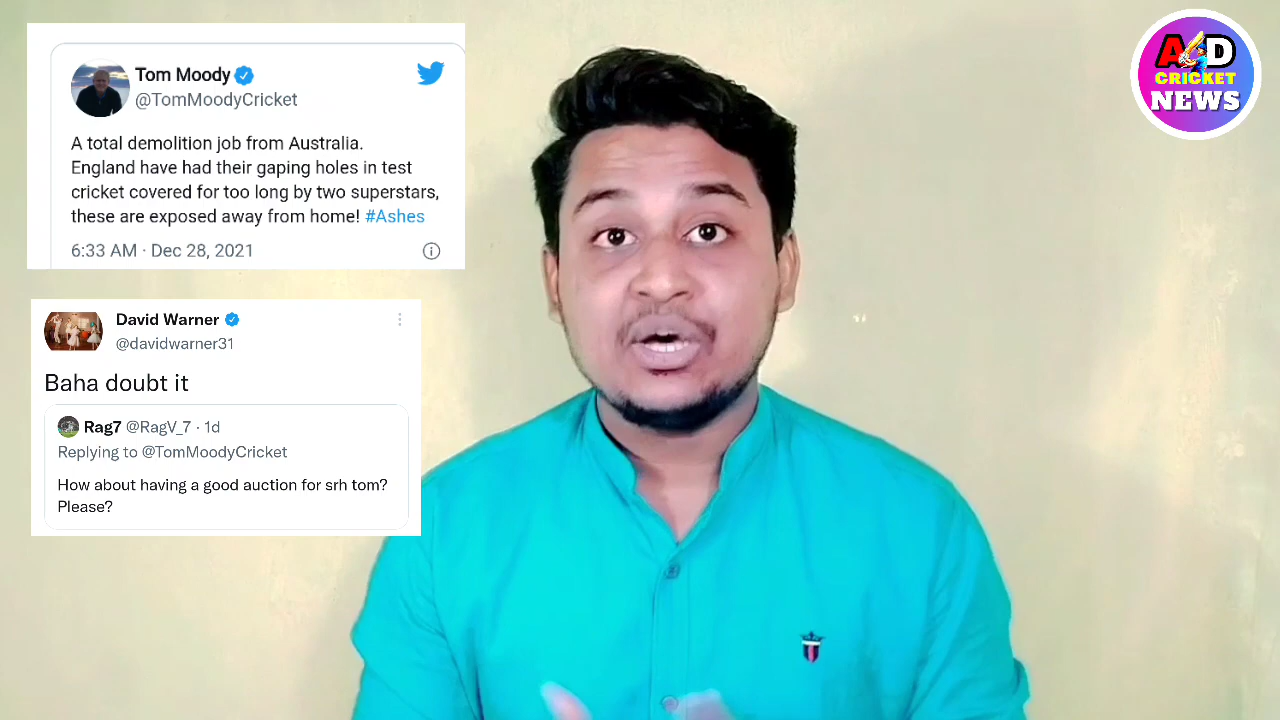 Tom Moody
@TomMoodyCricket
A total demolition job from Australia.
England have had their gaping holes in test
cricket covered for too long by two superstars,
these are exposed away from home! #Ashes
6:33 AM · Dec 28, 2021
David Warner
@davidwarner31
Baha doubt it
Rag7 @RagV_7 · 1d
Replying to @TomMoodyCricket
How about having a good auction for srh tom?
Please?
AD
CRICKET
NEWS